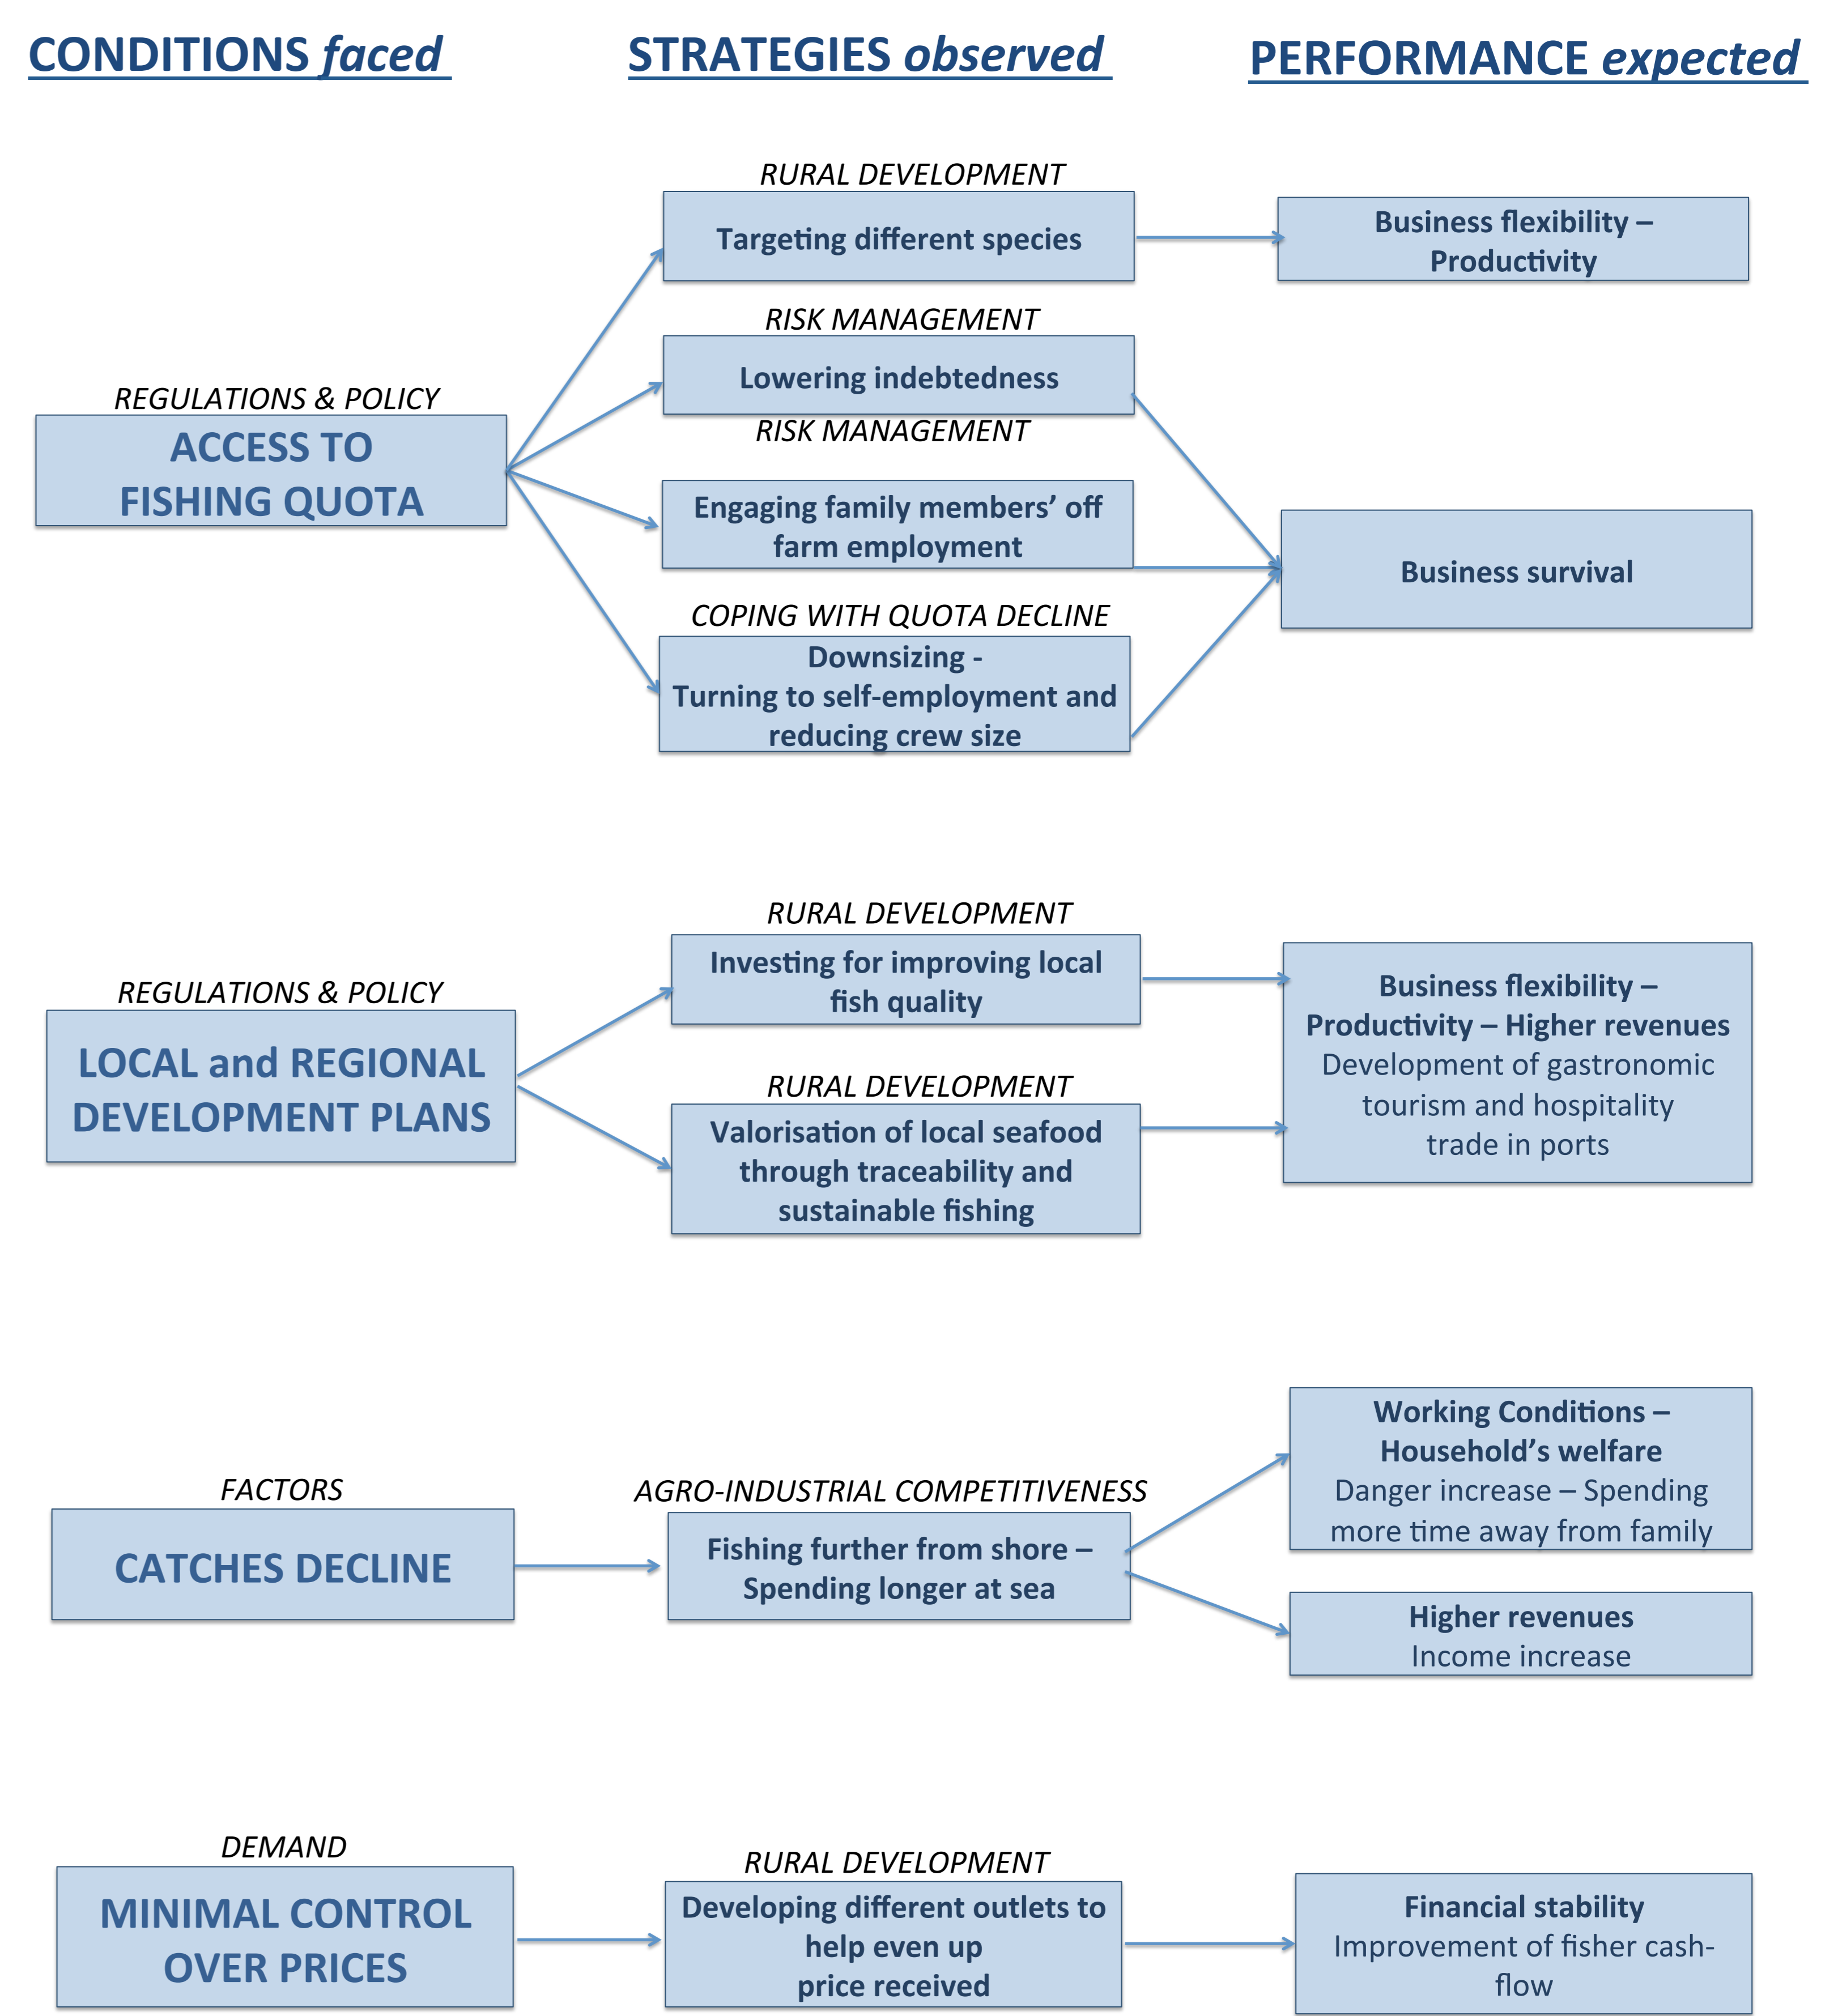 CONDITIONS faced
STRATEGIES observed
PERFORMANCE expected
REGULATIONS & POLICY
ACCESS TO
FISHING QUOTA
RURAL DEVELOPMENT
Targeting different species
Business flexibility –
Productivity
RISK MANAGEMENT
Lowering indebtedness
RISK MANAGEMENT
Engaging family members’ off
farm employment
COPING WITH QUOTA DECLINE
Downsizing -
Turning to self-employment and
reducing crew size
Business survival
REGULATIONS & POLICY
LOCAL and REGIONAL
DEVELOPMENT PLANS
RURAL DEVELOPMENT
Investing for improving local
fish quality
RURAL DEVELOPMENT
Valorisation of local seafood
through traceability and
sustainable fishing
Business flexibility –
Productivity – Higher revenues
Development of gastronomic
tourism and hospitality
trade in ports
FACTORS
CATCHES DECLINE
AGRO-INDUSTRIAL COMPETITIVENESS
Fishing further from shore –
Spending longer at sea
Working Conditions –
Household’s welfare
Danger increase – Spending
more time away from family
Higher revenues
Income increase
DEMAND
MINIMAL CONTROL
OVER PRICES
RURAL DEVELOPMENT
Developing different outlets to
help even up
price received
Financial stability
Improvement of fisher cash-
flow